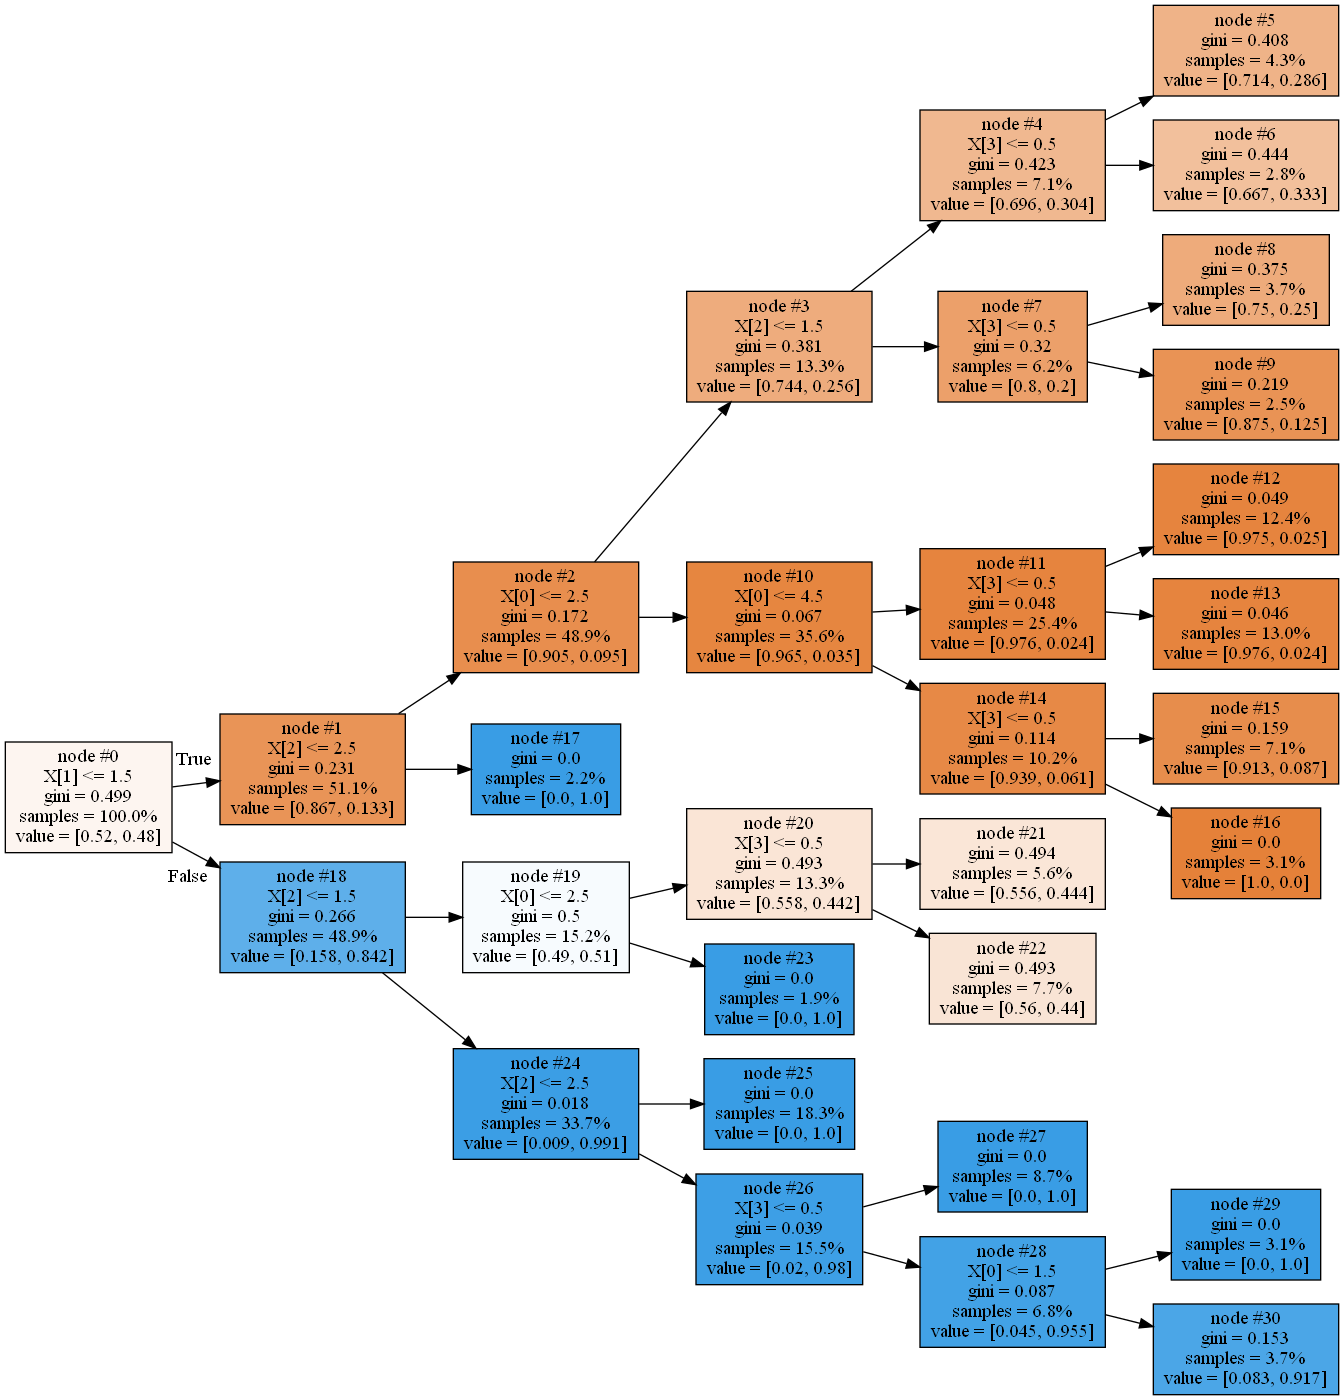 node #0
X[1] <= 1.5
gini = 0.499
samples = 100.0%
value = [0.52, 0.48]
True
False
node #1
X[2] <= 2.5
gini = 0.231
samples = 51.1%
value = [0.867, 0.133]
node #2
X[0] <= 2.5
gini = 0.172
samples = 48.9%
value = [0.905, 0.095]
node #3
X[2] <= 1.5
gini = 0.381
samples = 13.3%
value = [0.744, 0.256]
node #4
X[3] <= 0.5
gini = 0.423
samples = 7.1%
value = [0.696, 0.304]
node #5
gini = 0.408
samples = 4.3%
value = [0.714, 0.286]
node #6
gini = 0.444
samples = 2.8%
value = [0.667, 0.333]
node #7
X[3] <= 0.5
gini = 0.32
samples = 6.2%
value = [0.8, 0.2]
node #8
gini = 0.375
samples = 3.7%
value = [0.75, 0.25]
node #9
gini = 0.219
samples = 2.5%
value = [0.875, 0.125]
node #10
X[0] <= 4.5
gini = 0.067
samples = 35.6%
value = [0.965, 0.035]
node #11
X[3] <= 0.5
gini = 0.048
samples = 25.4%
value = [0.976, 0.024]
node #12
gini = 0.049
samples = 12.4%
value = [0.975, 0.025]
node #13
gini = 0.046
samples = 13.0%
value = [0.976, 0.024]
node #14
X[3] <= 0.5
gini = 0.114
samples = 10.2%
value = [0.939, 0.061]
node #15
gini = 0.159
samples = 7.1%
value = [0.913, 0.087]
node #16
gini = 0.0
samples = 3.1%
value = [1.0, 0.0]
node #17
gini = 0.0
samples = 2.2%
value = [0.0, 1.0]
node #18
X[2] <= 1.5
gini = 0.266
samples = 48.9%
value = [0.158, 0.842]
node #19
X[0] <= 2.5
gini = 0.5
samples = 15.2%
value = [0.49, 0.51]
node #20
X[3] <= 0.5
gini = 0.493
samples = 13.3%
value = [0.558, 0.442]
node #21
gini = 0.494
samples = 5.6%
value = [0.556, 0.444]
node #22
gini = 0.493
samples = 7.7%
value = [0.56, 0.44]
node #23
gini = 0.0
samples = 1.9%
value = [0.0, 1.0]
node #24
X[2] <= 2.5
gini = 0.018
samples = 33.7%
value = [0.009, 0.991]
node #25
gini = 0.0
samples = 18.3%
value = [0.0, 1.0]
node #26
X[3] <= 0.5
gini = 0.039
samples = 15.5%
value = [0.02, 0.98]
node #27
gini = 0.0
samples = 8.7%
value = [0.0, 1.0]
node #28
X[0] <= 1.5
gini = 0.087
samples = 6.8%
value = [0.045, 0.955]
node #29
gini = 0.0
samples = 3.1%
value = [0.0, 1.0]
node #30
gini = 0.153
samples = 3.7%
value = [0.083, 0.917]